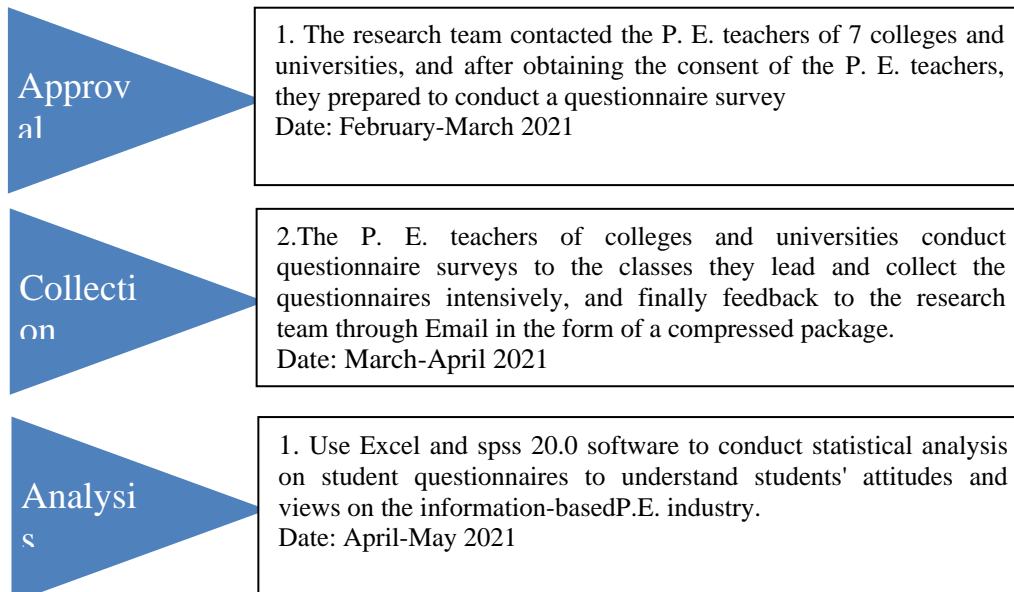 Approv
al
1. The research team contacted the P. E. teachers of 7 colleges and
universities, and after obtaining the consent of the P. E. teachers,
they prepared to conduct a questionnaire survey
Date: February-March 2021
Collecti
on
2.The P. E. teachers of colleges and universities conduct
questionnaire surveys to the classes they lead and collect the
questionnaires intensively, and finally feedback to the research
team through Email in the form of a compressed package.
Date: March-April 2021
Analysi
s
1. Use Excel and spss 20.0 software to conduct statistical analysis
on student questionnaires to understand students' attitudes and
views on the information-basedP.E. industry.
Date: April-May 2021